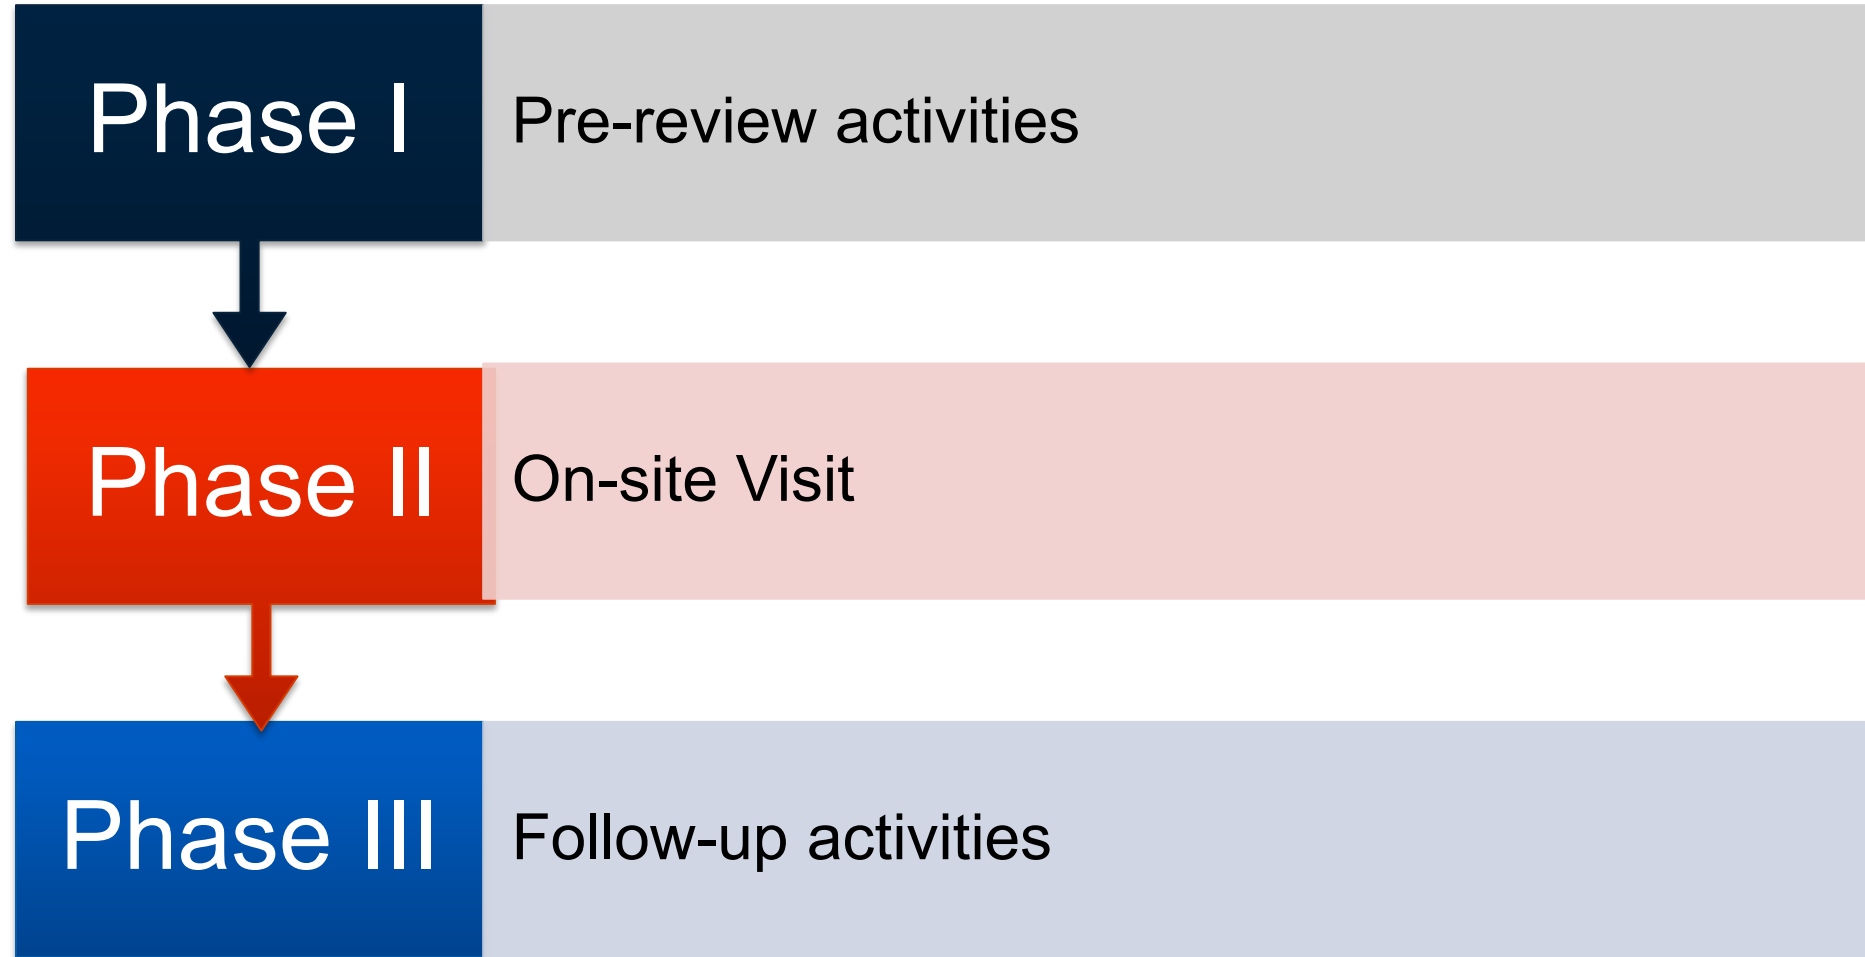 Phase I
Pre-review activities
Phase II
On-site Visit
Phase III
Follow-up activities